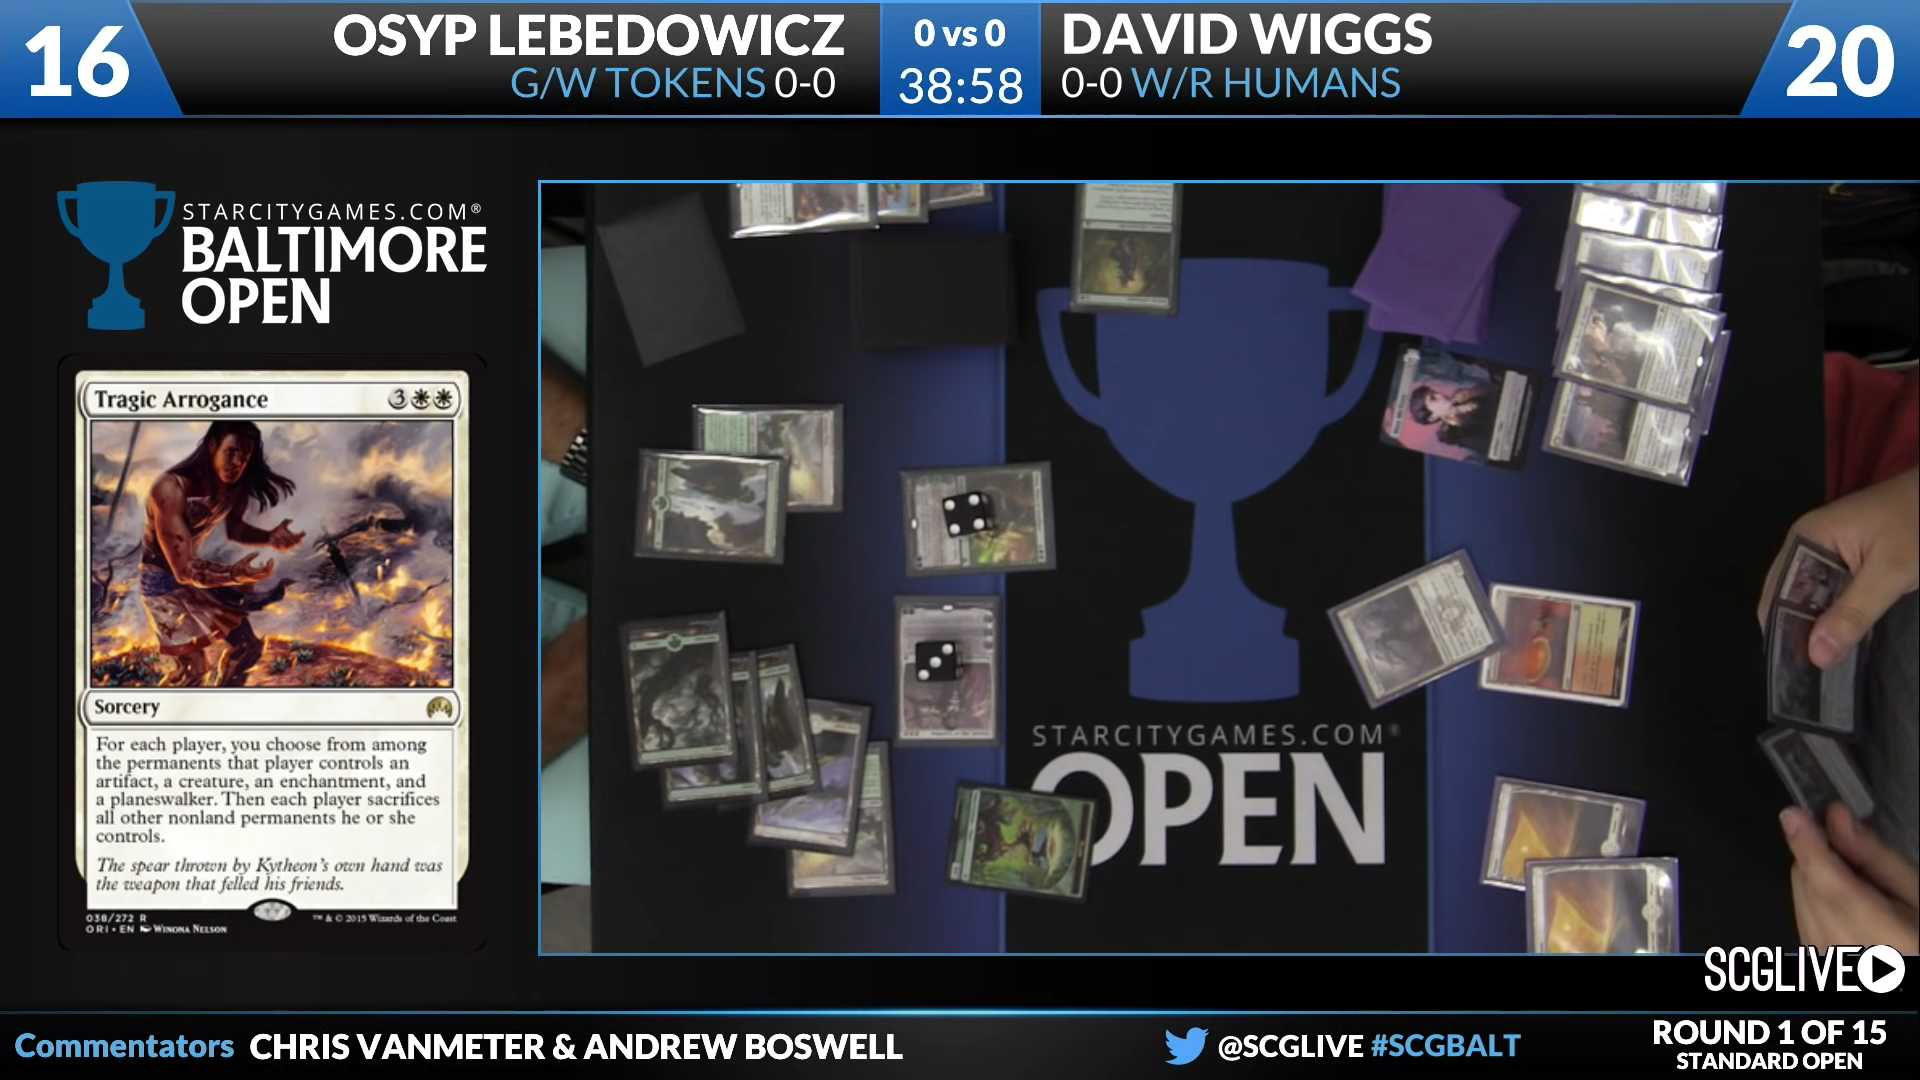 16
OSYP LEBEDOWICZ
G/W TOKENS 0-0
0 vs 0
38:58
DAVID WIGGS
0-0 W/R HUMANS
20
STARCITYGAMES.COM®
BALTIMORE
OPEN
Tragic Arrogance 3
Sorcery
For each player, you choose from among
the permanents that player controls an
artifact, a creature, an enchantment, and
a planeswalker. Then each player sacrifices
all other nonland permanents he or she
controls.
The spear thrown by Kytheon's own hand was
the weapon that felled his friends.
038/272 R
ORI • EN WINONA NELSON
™ & © 2015 Wizards of the Coast
STARCITYGAMES.COM®
OPEN
SCGLIVE
Commentators CHRIS VANMETER & ANDREW BOSWELL
@SCGLIVE #SCGBALT
ROUND 1 OF 15
STANDARD OPEN